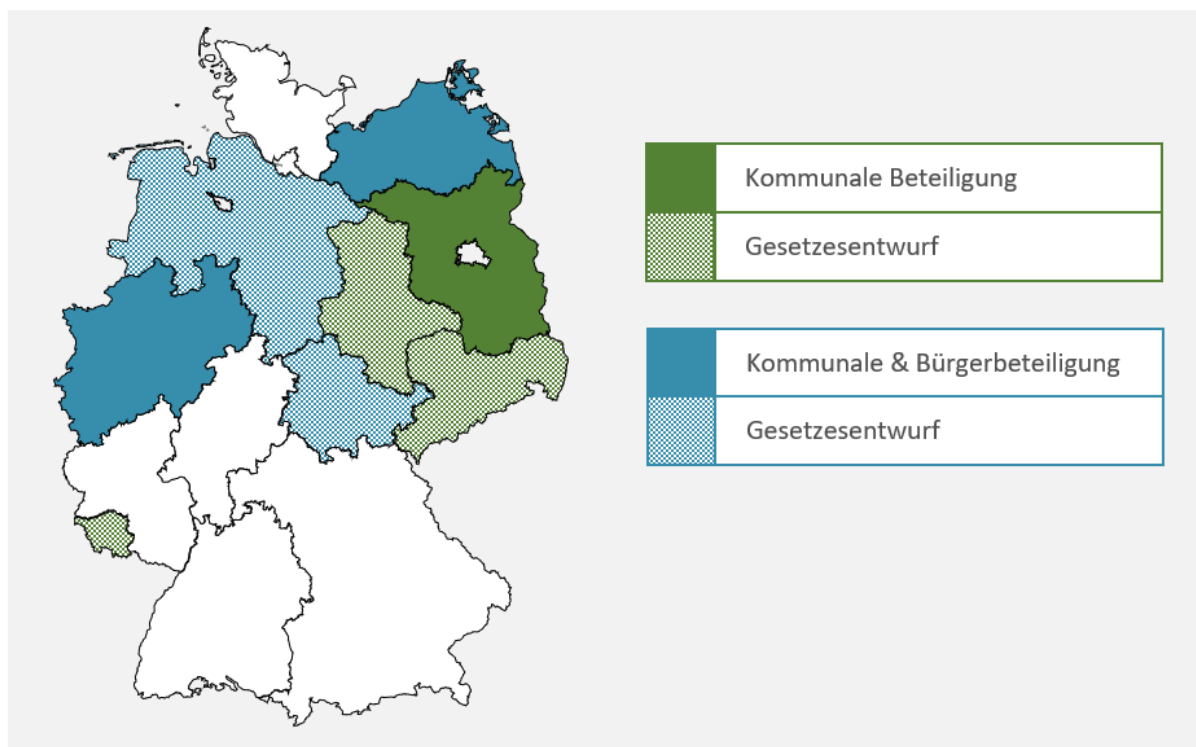 Kommunale Beteiligung
Gesetzesentwurf
Kommunale & Bürgerbeteiligung
Gesetzesentwurf